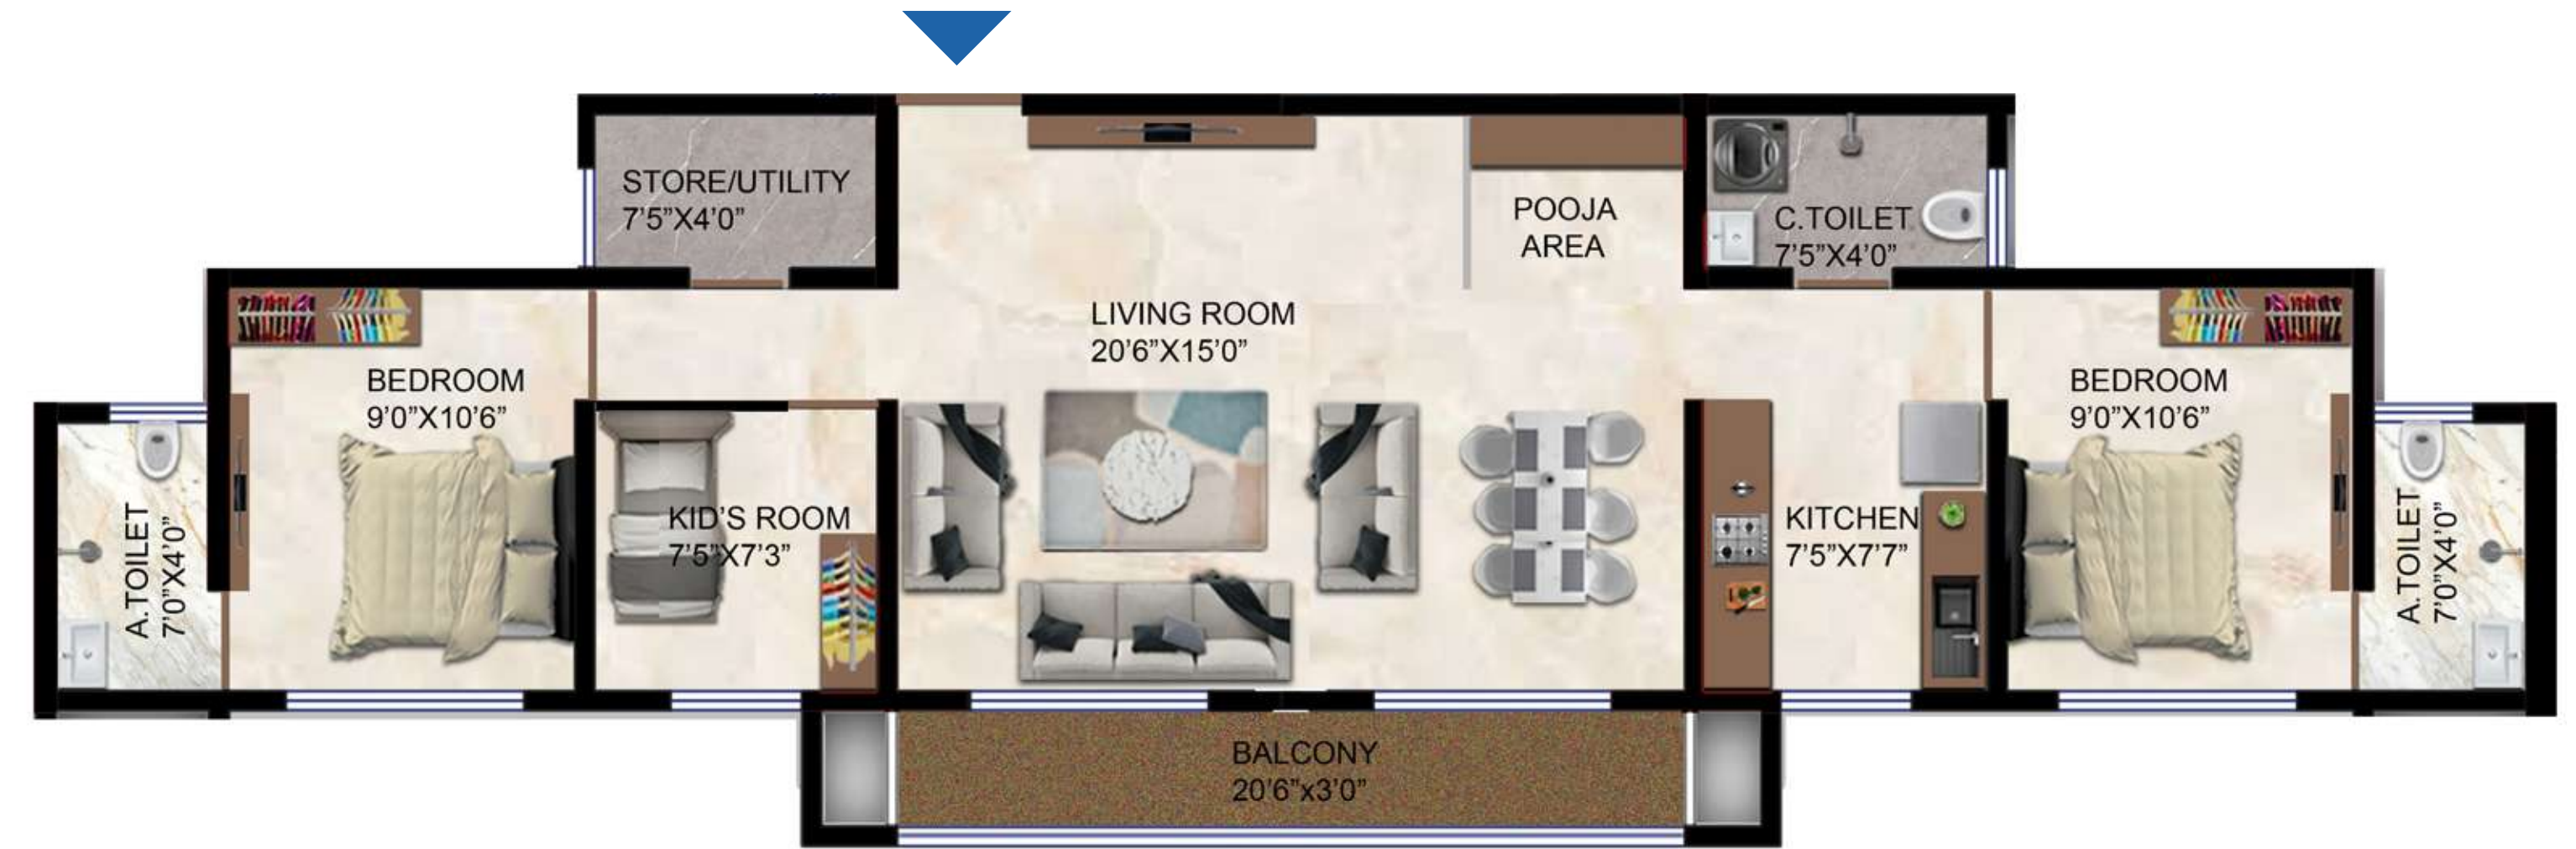 STORE/UTILITY
7'5"X4'0"
POOJA
AREA
C.TOILET
7'5"X4'0"
LIVING ROOM
20'6"X15'0"
BEDROOM
9'0"X10'6"
BEDROOM
9'0"X10'6"
A.TOILET
7'0"X4'0"
KID'S ROOM
7'5"X7'3"
KITCHEN
7'5"X7'7"
A.TOILET
7'0"X4'0"
BALCONY
20'6"x3'0"